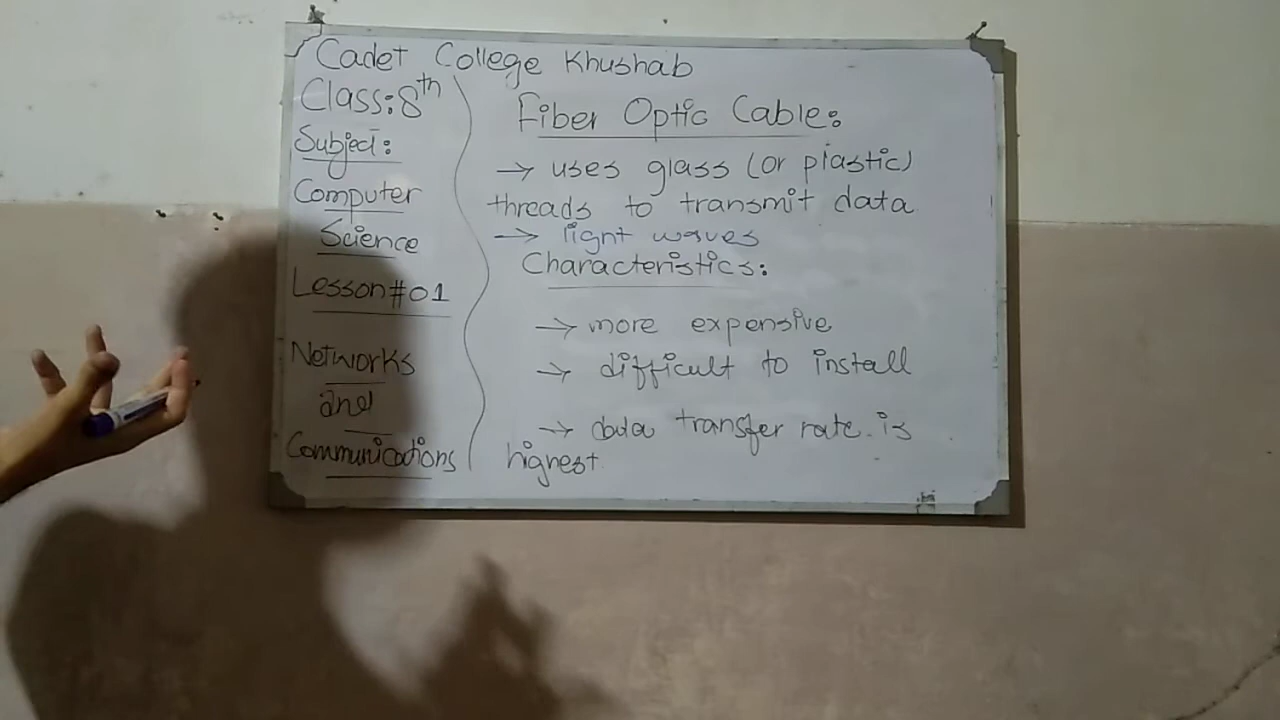 Cadet College Khushab
Class:8th
Subject:
Computer
Science
Lesson#01
Networks
and
Communications
Fiber Optic Cable:
→ uses glass (or plastic)
threads to transmit data
→ light waves
Characteristics:
→ more expensive
→ difficult to install
→ data transfer rate is
highest